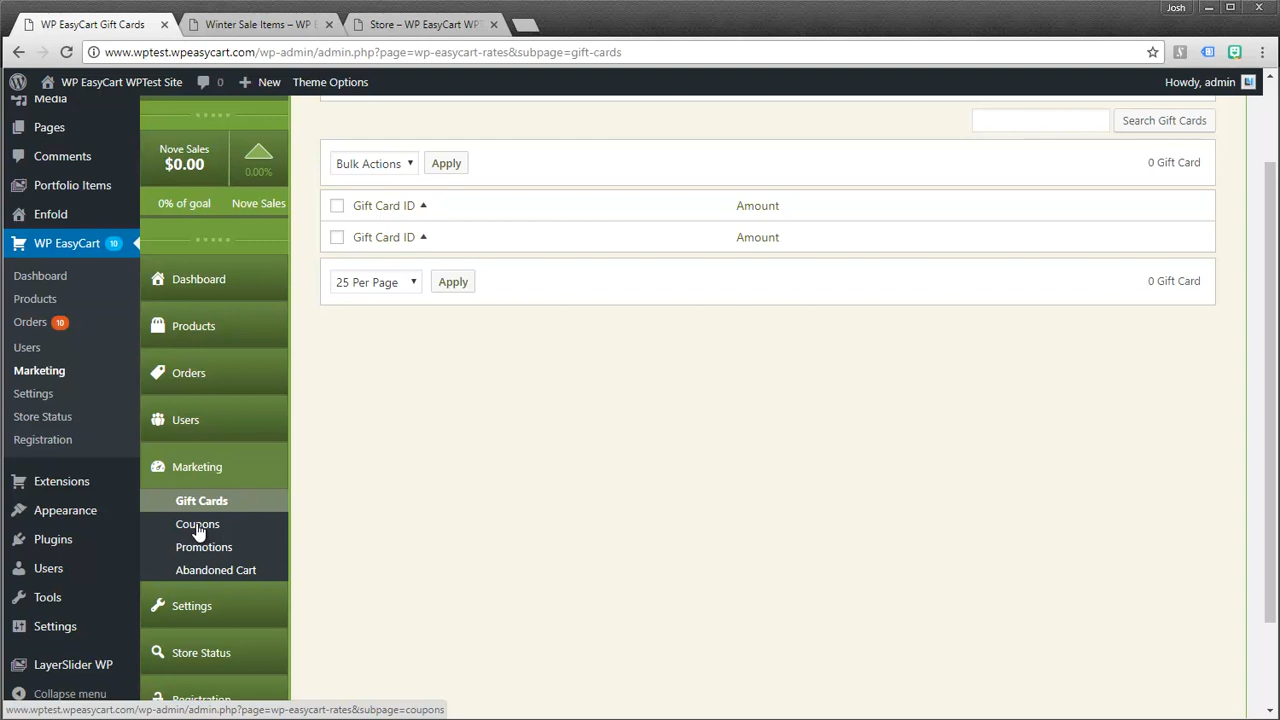 Josh
WP EasyCart Gift Cards
Winter Sale Items – WP E
Store – WP EasyCart WPT
www.wptest.wpeasycart.com/wp-admin/admin.php?page=wp-easycart-rates&subpage=gift-cards
WP EasyCart WPTest Site
0
New
Theme Options
Howdy, admin
Media
Pages
Comments
Portfolio Items
Enfold
WP EasyCart 10
Dashboard
Products
Orders 10
Users
Marketing
Settings
Store Status
Registration
Extensions
Appearance
Plugins
Users
Tools
Settings
LayerSlider WP
Collapse menu
Nove Sales
$0.00
0.00%
0% of goal
Nove Sales
Dashboard
Products
Orders
Users
Marketing
Gift Cards
Coupons
Promotions
Abandoned Cart
Settings
Store Status
Registration
Search Gift Cards
Bulk Actions
Apply
0 Gift Card
Gift Card ID
Amount
Gift Card ID
Amount
25 Per Page
Apply
0 Gift Card
www.wptest.wpeasycart.com/wp-admin/admin.php?page=wp-easycart-rates&subpage=coupons